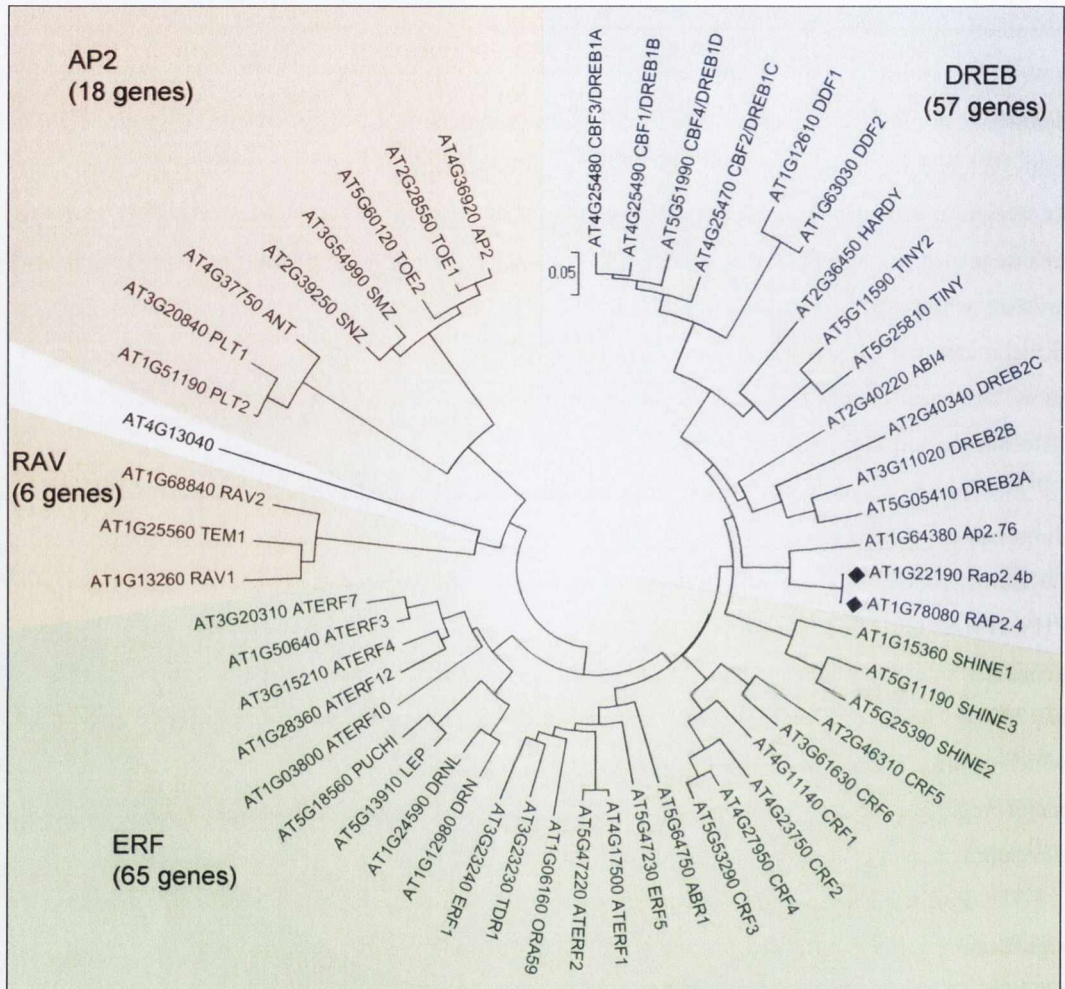 AP2
(18 genes)
DREB
(57 genes)
RAV
(6 genes)
ERF
(65 genes)
0.05
AT4G25480 CBF3/DREB1A
AT4G25490 CBF1/DREB1B
AT5G51990 CBF4/DREB1D
AT4G25470 CBF2/DREB1C
AT1G12610 DDF1
AT1G63030 DDF2
AT2G36450 HARDY
AT5G11590 TINY2
AT5G25810 TINY
AT2G40220 ABI4
AT2G40340 DREB2C
AT3G11020 DREB2B
AT5G05410 DREB2A
AT1G64380 Ap2.76
AT1G22190 Rap2.4b
AT1G78080 RAP2.4
AT1G15360 SHINE1
AT5G11190 SHINE3
AT5G25390 SHINE2
AT2G46310 CRF5
AT3G61630 CRF6
AT4G11140 CRF1
AT4G23750 CRF2
AT4G27950 CRF4
AT5G53290 CRF3
AT5G64750 ABR1
AT5G47230 ERF5
AT4G17500 ATERF1
AT5G47220 ATERF2
AT1G06160 ORA59
AT3G23230 TDR1
AT3G23240 ERF1
AT1G12980 DRN
AT1G24590 DRNL
AT5G13910 LEP
AT5G18560 PUCHI
AT1G03800 ATERF10
AT1G28360 ATERF12
AT3G15210 ATERF4
AT1G50640 ATERF3
AT3G20310 ATERF7
AT1G13260 RAV1
AT1G25560 TEM1
AT1G68840 RAV2
AT4G13040
AT1G51190 PLT2
AT3G20840 PLT1
AT4G37750 ANT
AT2G39250 SNZ
AT3G54990 SMZ
AT5G60120 TOE2
AT2G28550 TOE1
AT4G36920 AP2